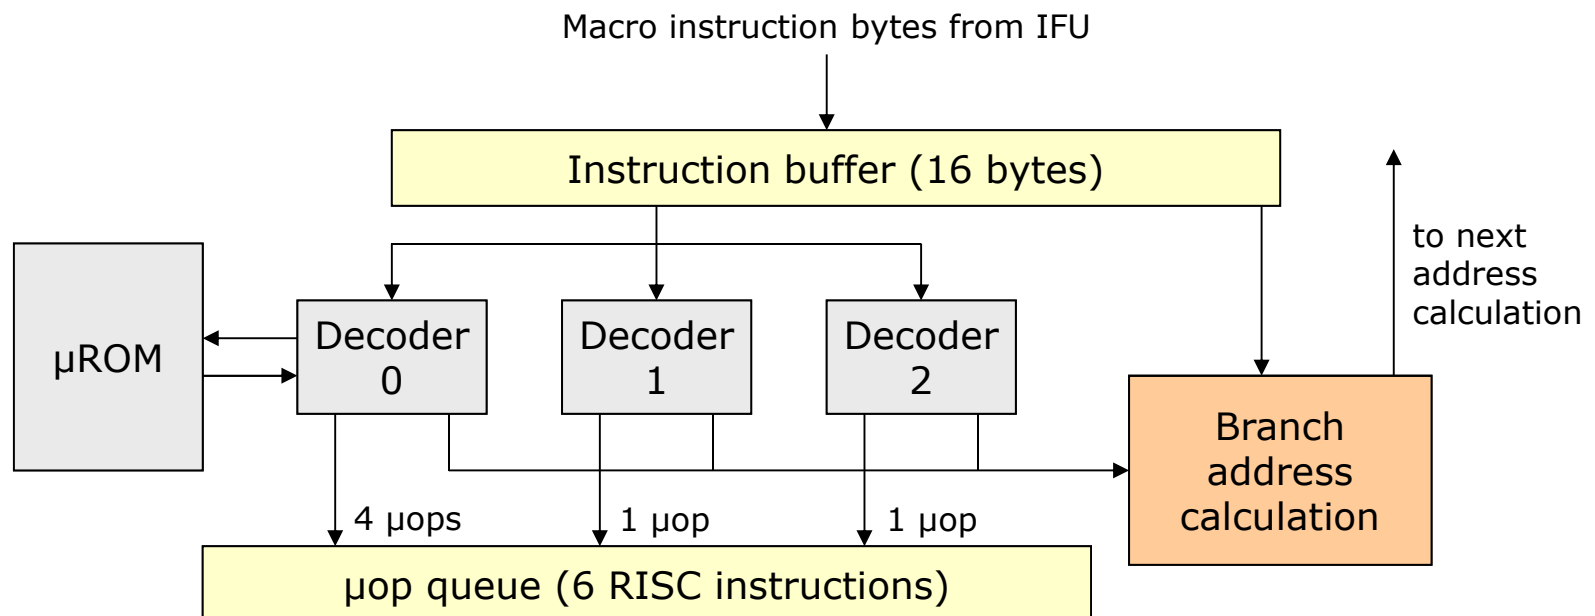 Macro instruction bytes from IFU
Instruction buffer (16 bytes)
to next
address
calculation
µROM
Decoder
0
Decoder
1
Decoder
2
Branch
address
calculation
4 µops
1 µop
1 µop
µop queue (6 RISC instructions)